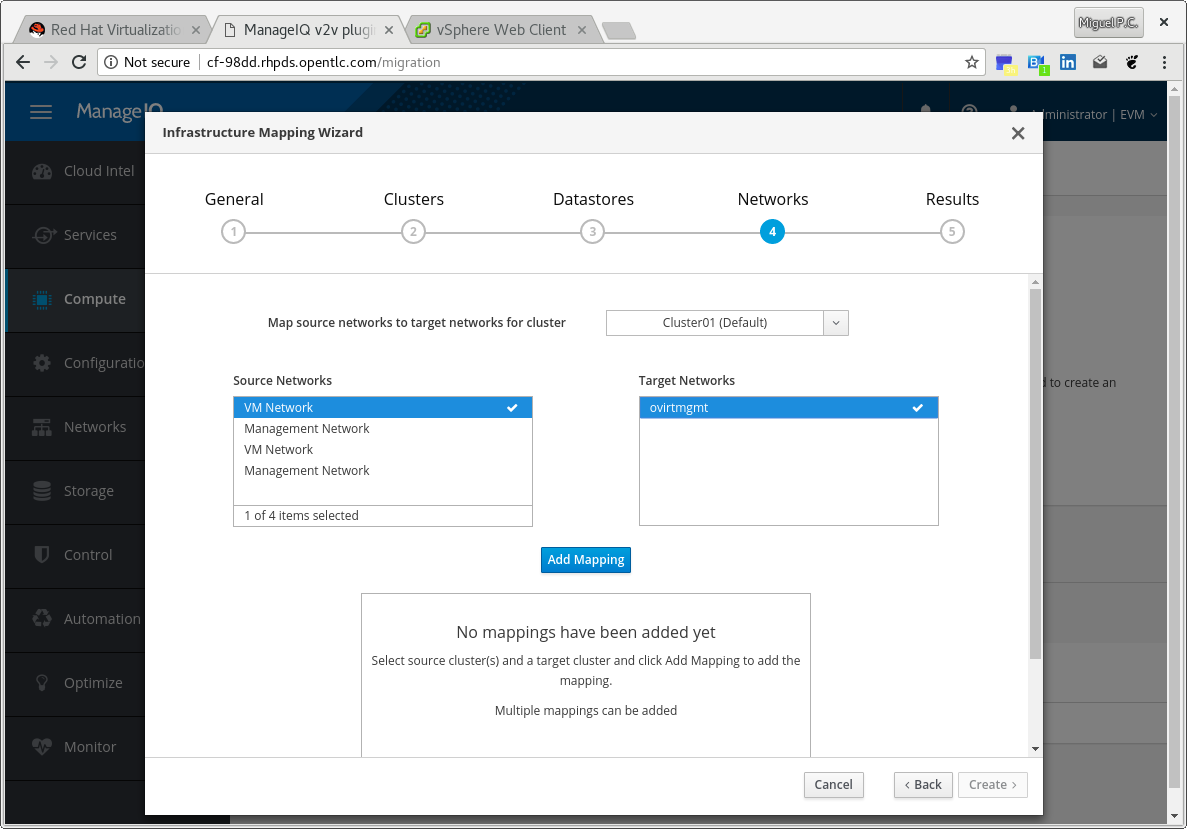 Red Hat Virtualizatio
ManageIQ v2v plugi
vSphere Web Client
Miguel P.C.
Not secure
cf-98dd.rhpds.opentlc.com/migration
1
ManageIQ
ministrator | EVM
Infrastructure Mapping Wizard
Cloud Intel
Services
Compute
Configuratio
Networks
Storage
Control
Automation
Optimize
Monitor
General
Clusters
Datastores
Networks
Results
1
2
3
4
5
Map source networks to target networks for cluster
Cluster01 (Default)
d to create an
Source Networks
VM Network
Management Network
VM Network
Management Network
1 of 4 items selected
Target Networks
ovirtmgmt
Add Mapping
No mappings have been added yet
Select source cluster(s) and a target cluster and click Add Mapping to add the
mapping.
Multiple mappings can be added
Cancel
‹ Back
Create ›